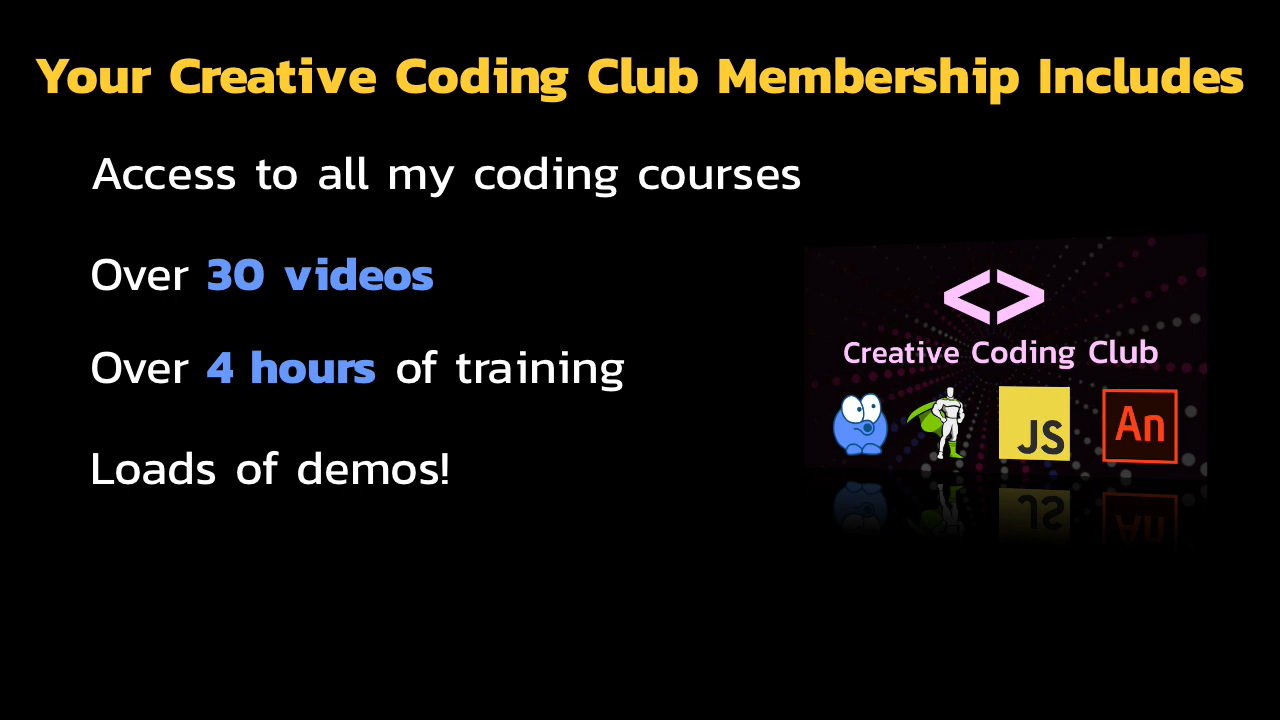 Your Creative Coding Club Membership Includes
Access to all my coding courses
Over 30 videos
Over 4 hours of training
Loads of demos!
<>
Creative Coding Club
JS
An